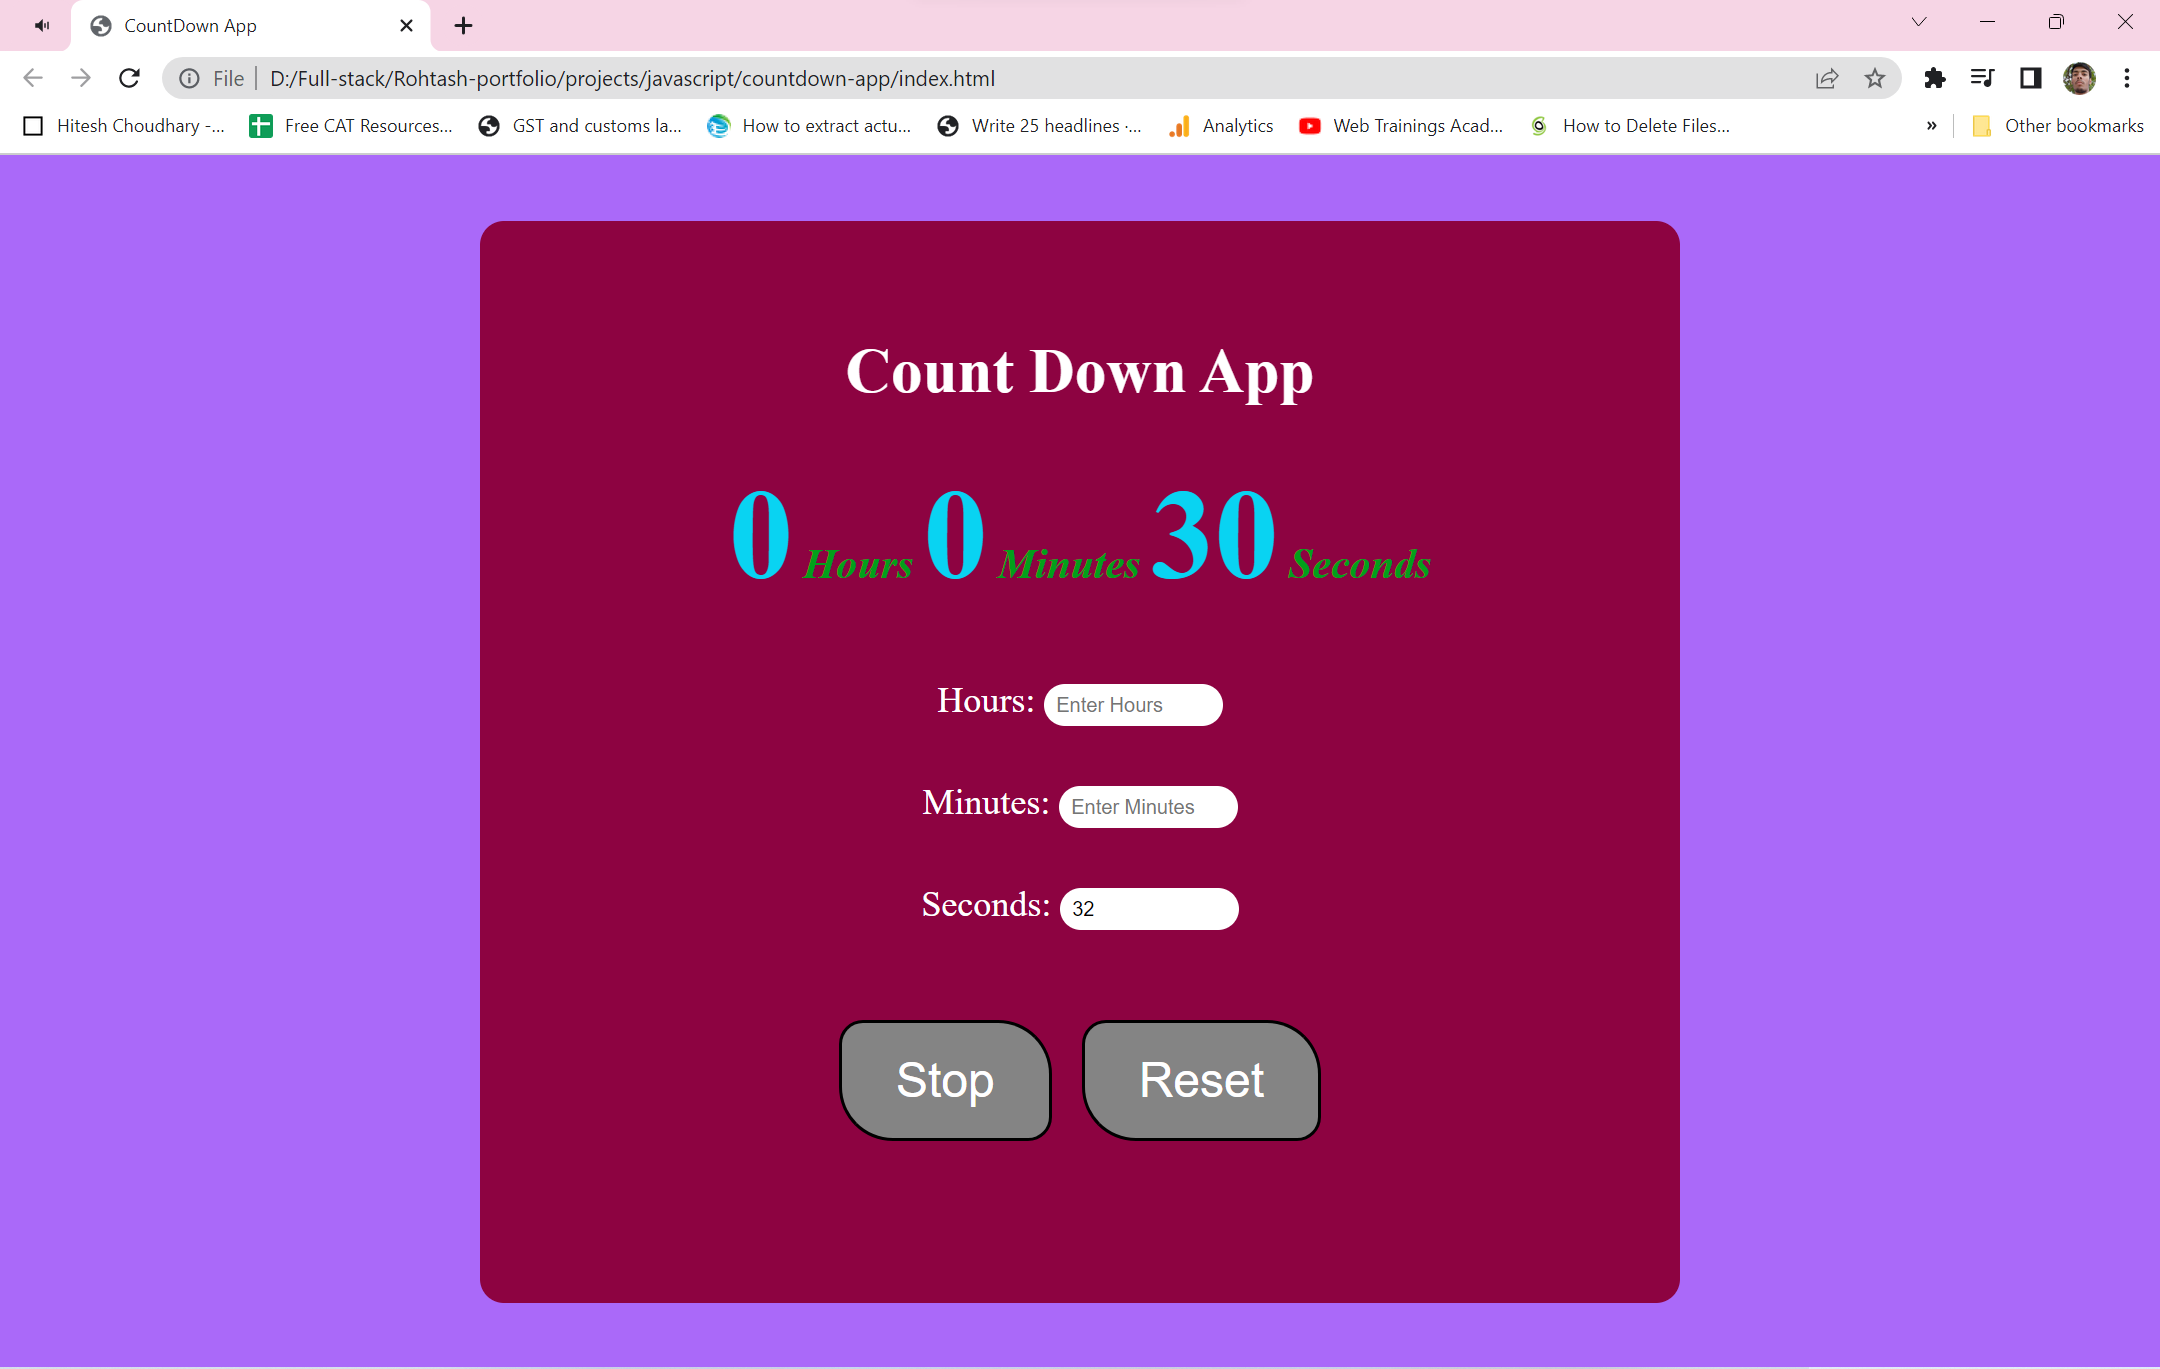 CountDown App
File D:/Full-stack/Rohtash-portfolio/projects/javascript/countdown-app/index.html
Hitesh Choudhary -... Free CAT Resources... GST and customs la... How to extract actu... Write 25 headlines ·... Analytics Web Trainings Acad... How to Delete Files... » Other bookmarks
Count Down App
0 Hours 0 Minutes 30 Seconds
Hours: Enter Hours
Minutes: Enter Minutes
Seconds: 32
Stop Reset